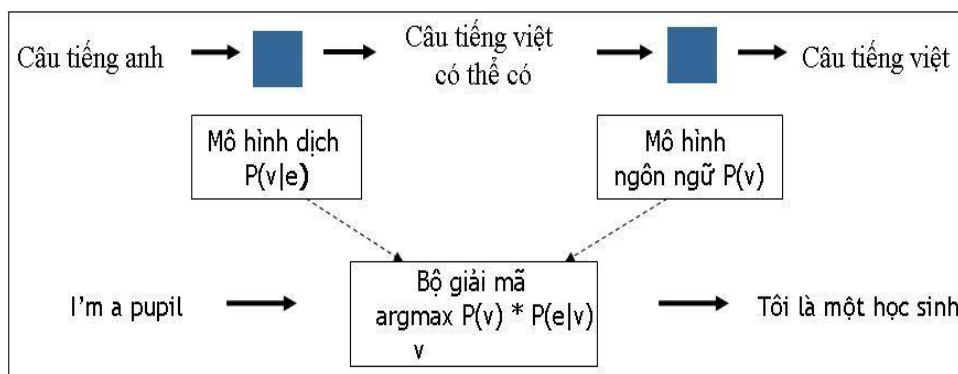 Câu tiếng anh
Câu tiếng việt
có thể có
Câu tiếng việt
Mô hình dịch
P(v|e)
Mô hình
ngôn ngữ P(v)
Bộ giải mã
argmax P(v) * P(e|v)
v
I'm a pupil
Tôi là một học sinh